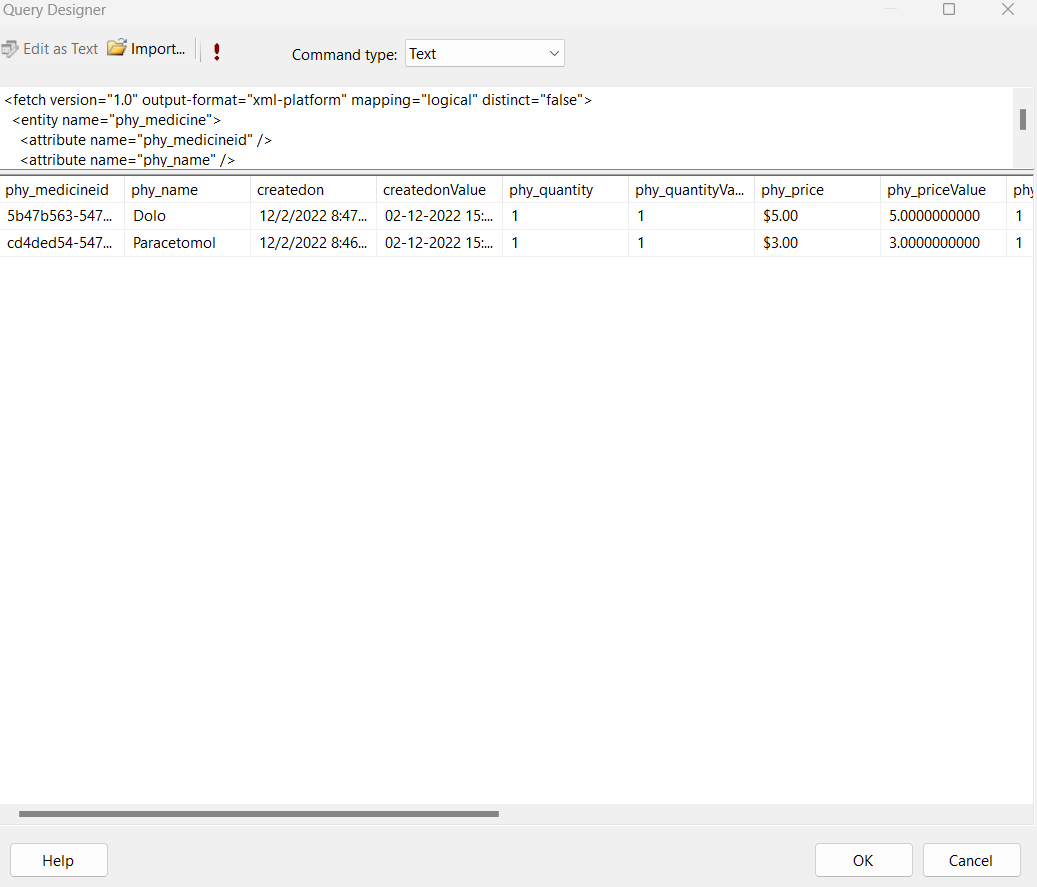 Query Designer
Edit as Text Import... ! Command type: Text
<fetch version="1.0" output-format="xml-platform" mapping="logical" distinct="false">
<entity name="phy_medicine">
<attribute name="phy_medicineid" />
<attribute name="phy_name" />
phy_medicineid phy_name createdon createdonValue phy_quantity phy_quantityVa... phy_price phy_priceValue phy
5b47b563-547... Dolo 12/2/2022 8:47... 02-12-2022 15:... 1 1 $5.00 5.0000000000 1
cd4ded54-547... Paracetomol 12/2/2022 8:46... 02-12-2022 15:... 1 1 $3.00 3.0000000000 1
Help OK Cancel